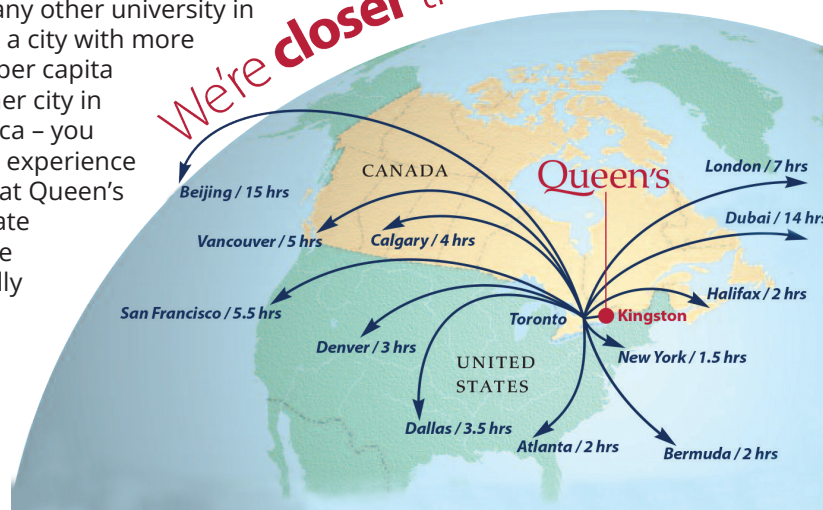 any other university in
a city with more
per capita
er city in
ca – you
experience
at Queen's
ate
e
lly
We're closer
CANADA
Queen's
London / 7 hrs
Beijing / 15 hrs
Dubai / 14 hrs
Vancouver / 5 hrs
Calgary / 4 hrs
Halifax / 2 hrs
San Francisco / 5.5 hrs
Toronto
Kingston
Denver / 3 hrs
New York / 1.5 hrs
UNITED
STATES
Dallas / 3.5 hrs
Atlanta / 2 hrs
Bermuda / 2 hrs